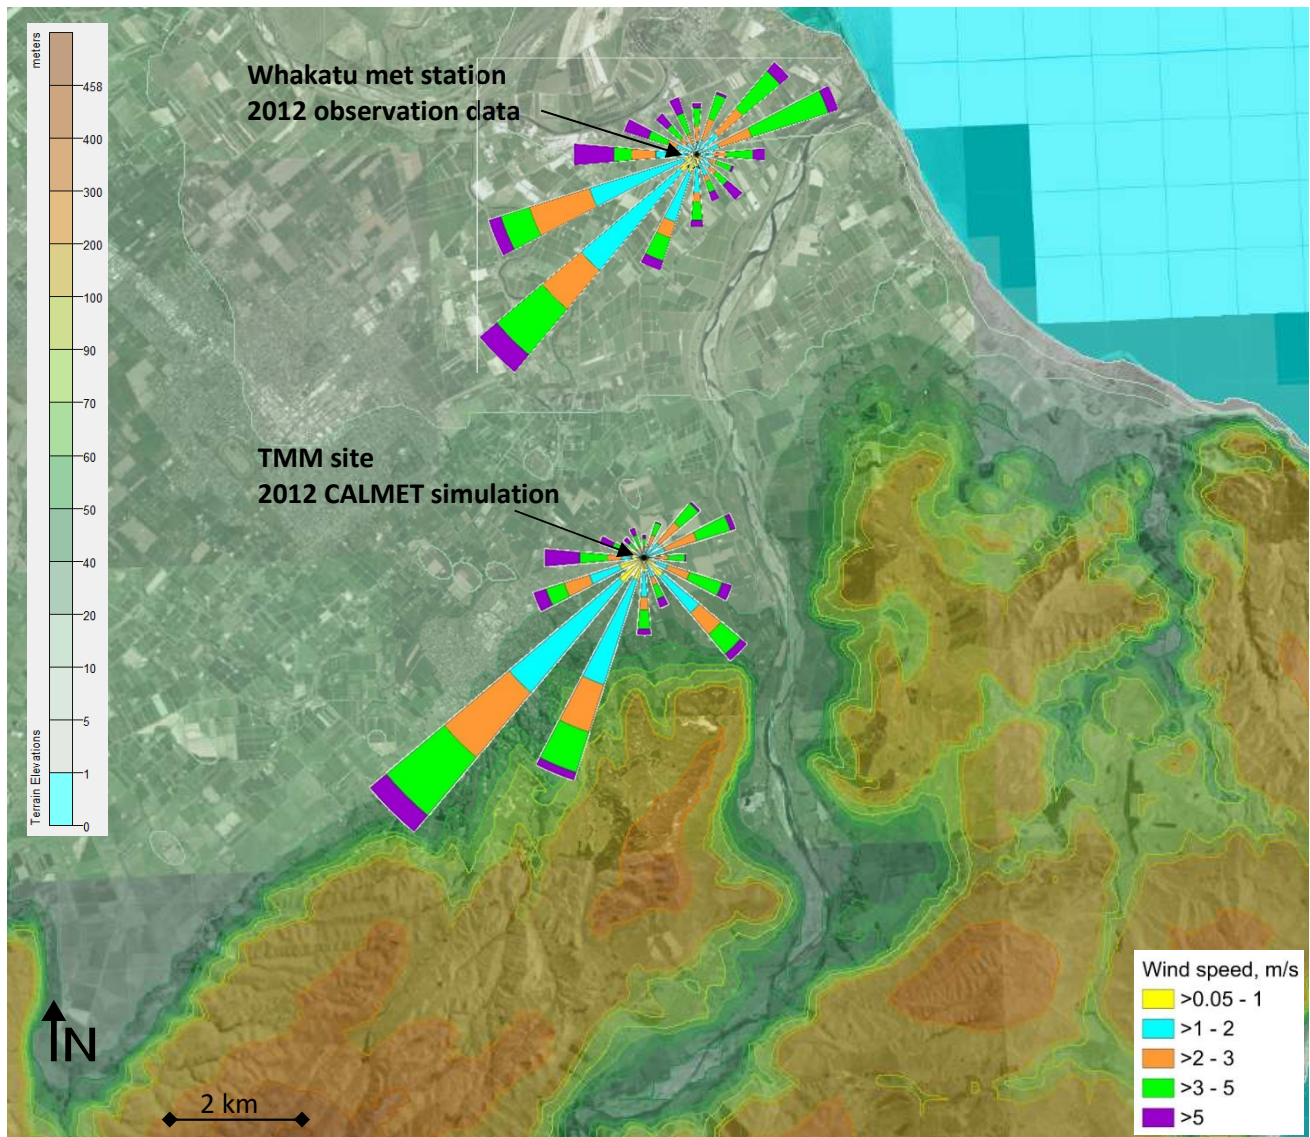 meters
458
400
300
200
100
90
70
60
50
40
20
10
5
1
0
Terrain Elevations
Whakatu met station
2012 observation data
TMM site
2012 CALMET simulation
N
2 km
Wind speed, m/s
>0.05 - 1
>1 - 2
>2 - 3
>3 - 5
>5